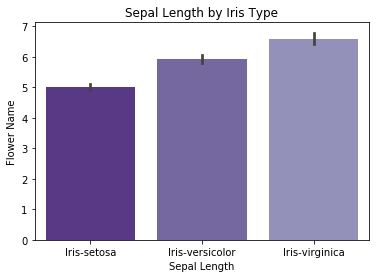 Sepal Length by Iris Type
7
6
5
4
3
2
1
0
Flower Name
Iris-setosa Iris-versicolor Iris-virginica
Sepal Length